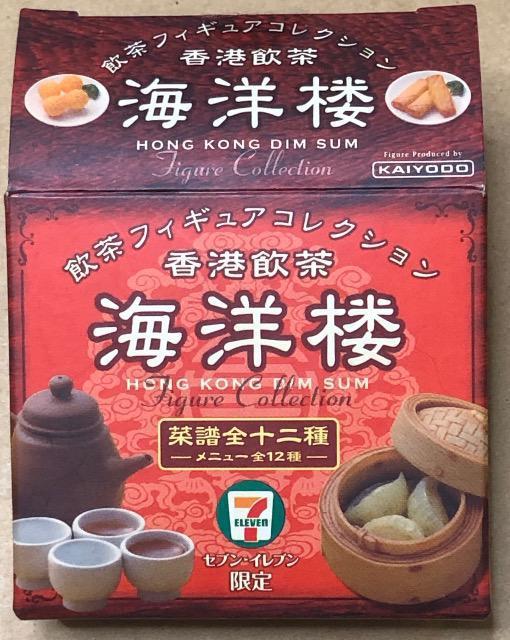 飲茶フィギュアコレクション
香港飲茶
海洋楼
HONG KONG DIM SUM
Figure Collection
Figure Produced by
KAIYODO
飲茶フィギュアコレクション
香港飲茶
海洋楼
HONG KONG DIM SUM
Figure Collection
菜譜全十二種
メニュー全12種
7
ELEVEN
セブン-イレブン
限定